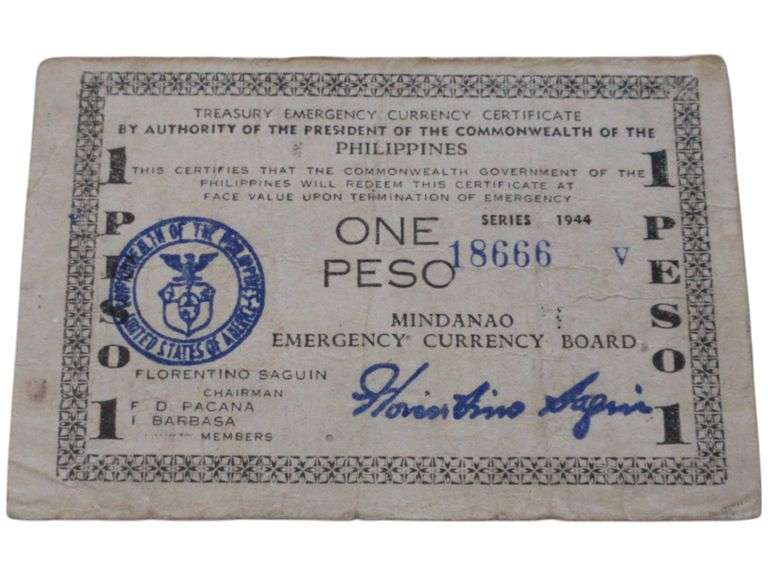 TREASURY EMERGENCY CURRENCY CERTIFICATE
BY AUTHORITY OF THE PRESIDENT OF THE COMMONWEALTH OF THE
PHILIPPINES
THIS CERTIFIES THAT THE COMMONWEALTH GOVERNMENT OF THE
PHILIPPINES WILL REDEEM THIS CERTIFICATE AT
FACE VALUE UPON TERMINATION OF EMERGENCY
1 PESO 1
1 PESO 1
SERIES 1944
ONE
PESO
18666 V
COMMONWEALTH OF THE PHILIPPINES
UNITED STATES OF AMERICA
MINDANAO
EMERGENCY CURRENCY BOARD
FLORENTINO SAGUIN
CHAIRMAN
F. D. PACANA
I BARBASA
MEMBERS
Florentino Saguin